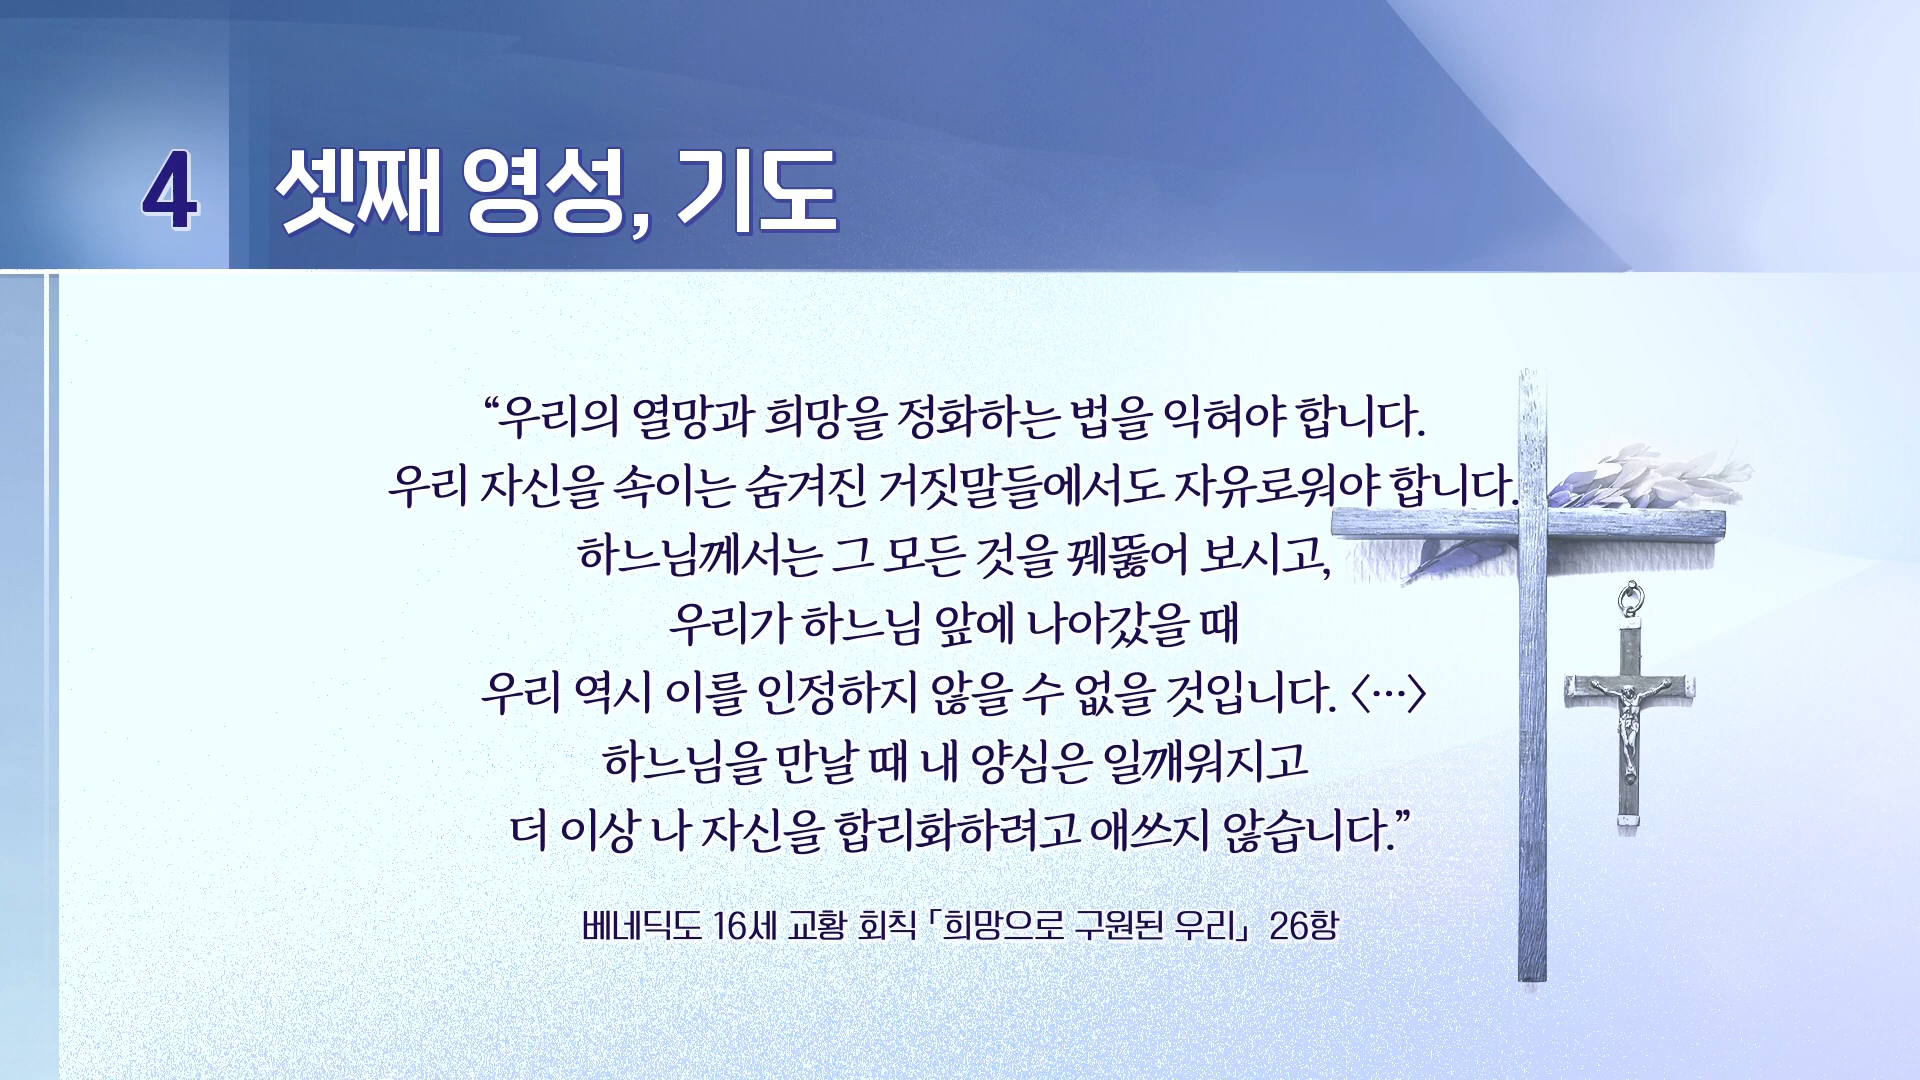 4 셋째 영성, 기도
“우리의 열망과 희망을 정화하는 법을 익혀야 합니다.
우리 자신을 속이는 숨겨진 거짓말들에서도 자유로워야 합니다.
하느님께서는 그 모든 것을 꿰뚫어 보시고,
우리가 하느님 앞에 나아갔을 때
우리 역시 이를 인정하지 않을 수 없을 것입니다. 〈…〉
하느님을 만날 때 내 양심은 일깨워지고
더 이상 나 자신을 합리화하려고 애쓰지 않습니다.”
베네딕도 16세 교황 회칙 「희망으로 구원된 우리」 26항